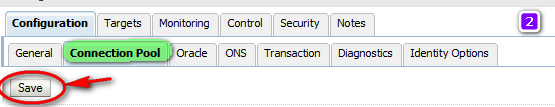 Configuration Targets Monitoring Control Security Notes 2
General Connection Pool Oracle ONS Transaction Diagnostics Identity Options
Save